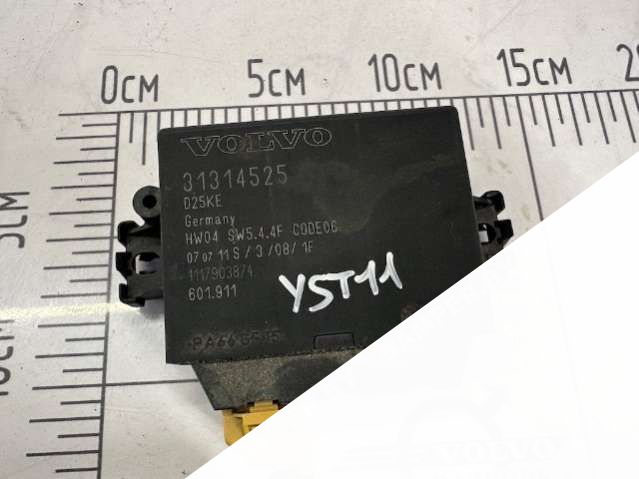 0CM 5CM 10CM 15CM
VOLVO
31314525
D25KE
Germany
HW04 SW5.4.4F CODE06
07 07 11 S / 3 / 08 / 1F
1117903874
601.911
YST11
VOLVO